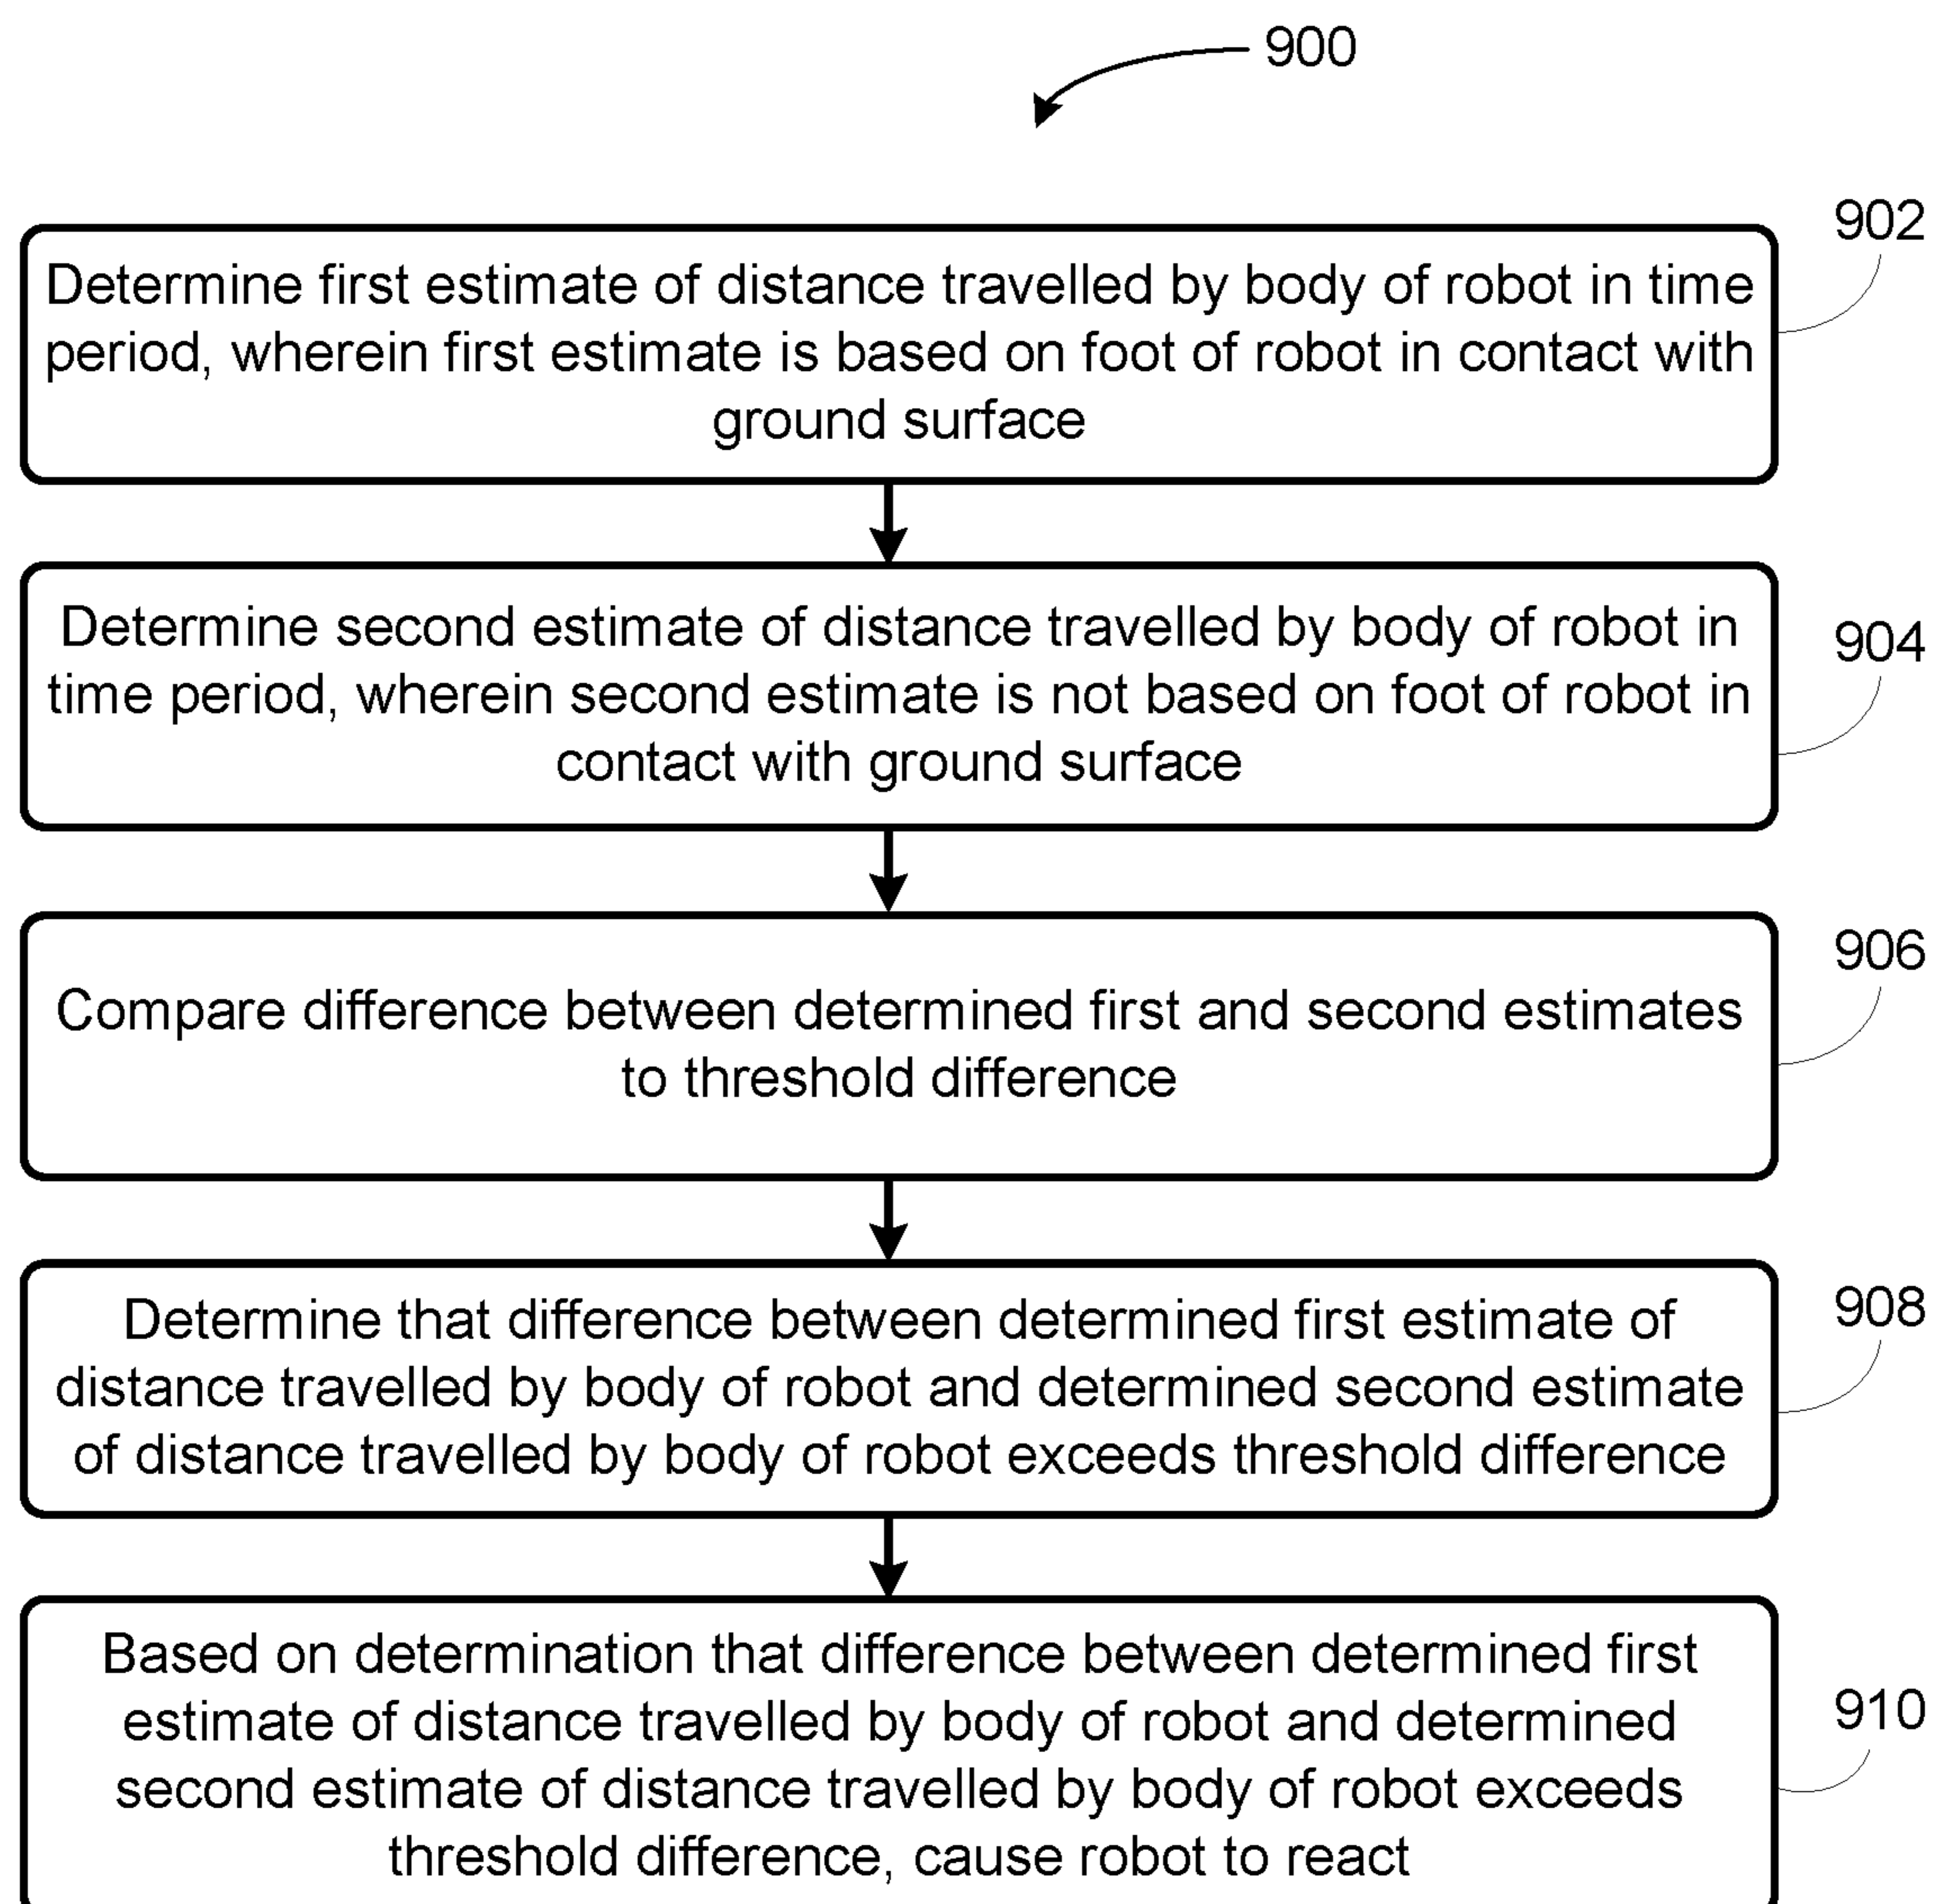 900
902
Determine first estimate of distance travelled by body of robot in time
period, wherein first estimate is based on foot of robot in contact with
ground surface
904
Determine second estimate of distance travelled by body of robot in
time period, wherein second estimate is not based on foot of robot in
contact with ground surface
906
Compare difference between determined first and second estimates
to threshold difference
908
Determine that difference between determined first estimate of
distance travelled by body of robot and determined second estimate
of distance travelled by body of robot exceeds threshold difference
910
Based on determination that difference between determined first
estimate of distance travelled by body of robot and determined
second estimate of distance travelled by body of robot exceeds
threshold difference, cause robot to react